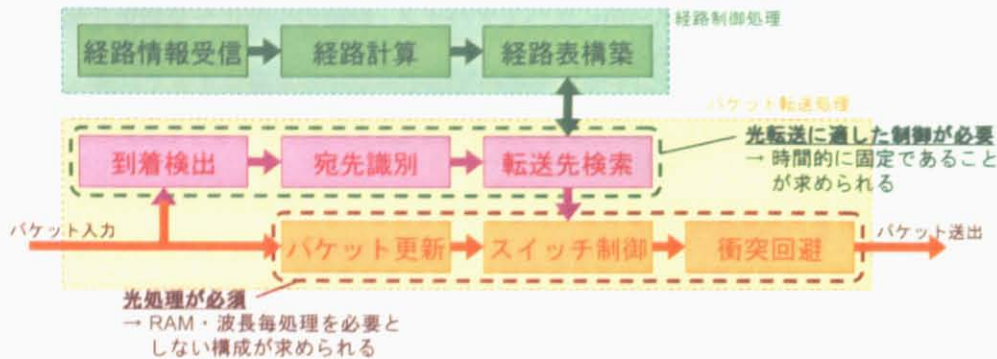 経路制御処理
経路情報受信
経路計算
経路表構築
パケット転送処理
到着検出
宛先識別
転送先検索
光転送に適した制御が必要
→ 時間的に固定であること
が求められる
パケット入力
パケット更新
スイッチ制御
衝突回避
パケット送出
光処理が必須
→ RAM・波長毎処理を必要と
しない構成が求められる